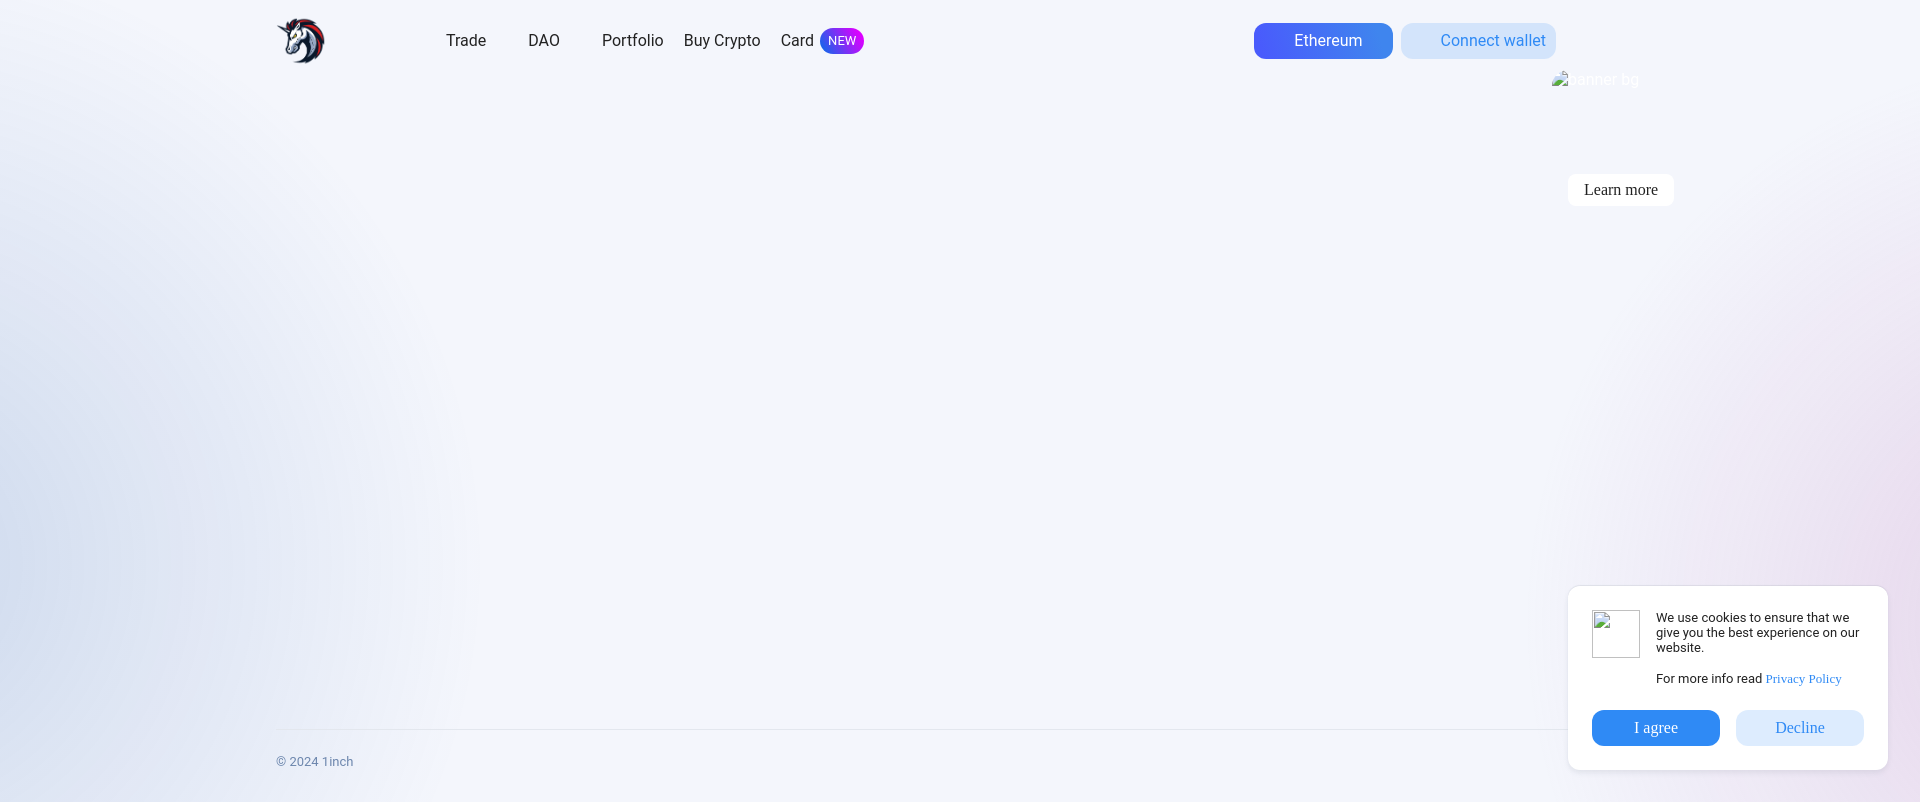 Trade DAO Portfolio Buy Crypto Card NEW Ethereum Connect wallet
banner bg
Learn more
We use cookies to ensure that we
give you the best experience on our
website.
For more info read Privacy Policy
I agree Decline
© 2024 1inch